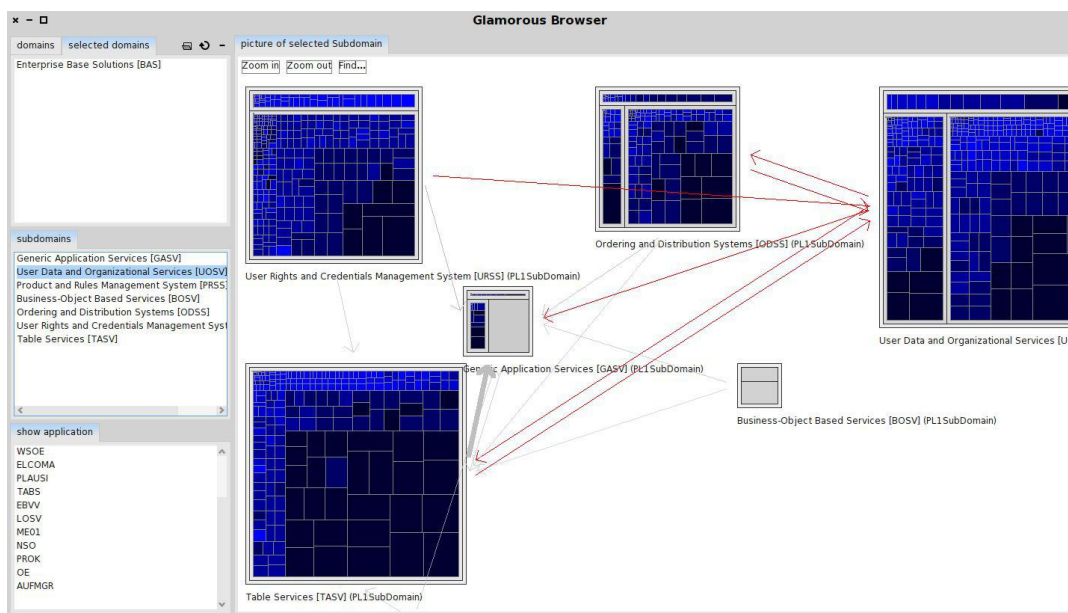 Glamorous Browser
domains
selected domains
Enterprise Base Solutions [BAS]
subdomains
Generic Application Services [GASV]
User Data and Organizational Services [UOSV]
Product and Rules Management System [PRSS]
Business-Object Based Services [BOSV]
Ordering and Distribution Systems [ODSS]
User Rights and Credentials Management Syst
Table Services [TASV]
show application
WSOE
ELCOMA
PLAUSI
TABS
EBVV
LOSV
ME01
NSO
PROK
OE
AUFMGR
picture of selected Subdomain
Zoom in
Zoom out
Find...
Ordering and Distribution Systems [ODSS] (PL1SubDomain)
User Rights and Credentials Management System [URSS] (PL1SubDomain)
User Data and Organizational Services [U
Generic Application Services [GASV] (PL1SubDomain)
Business-Object Based Services [BOSV] (PL1SubDomain)
Table Services [TASV] (PL1SubDomain)